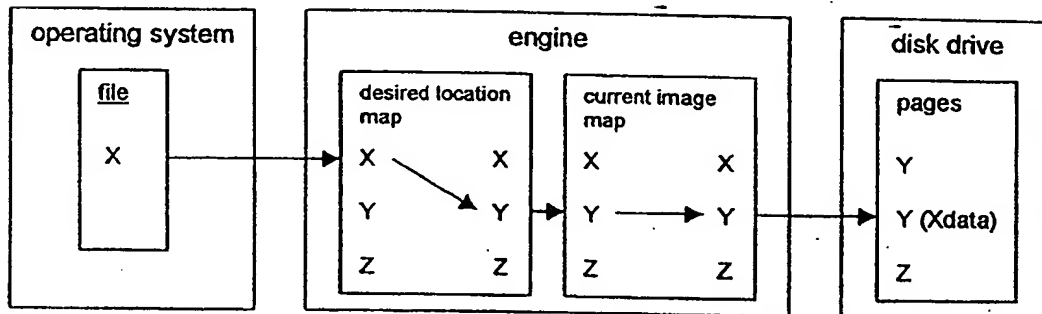 operating system
file
X
engine
desired location
map
X X
Y Y
Z Z
current image
map
X X
Y Y
Z Z
disk drive
pages
Y
Y (Xdata)
Z